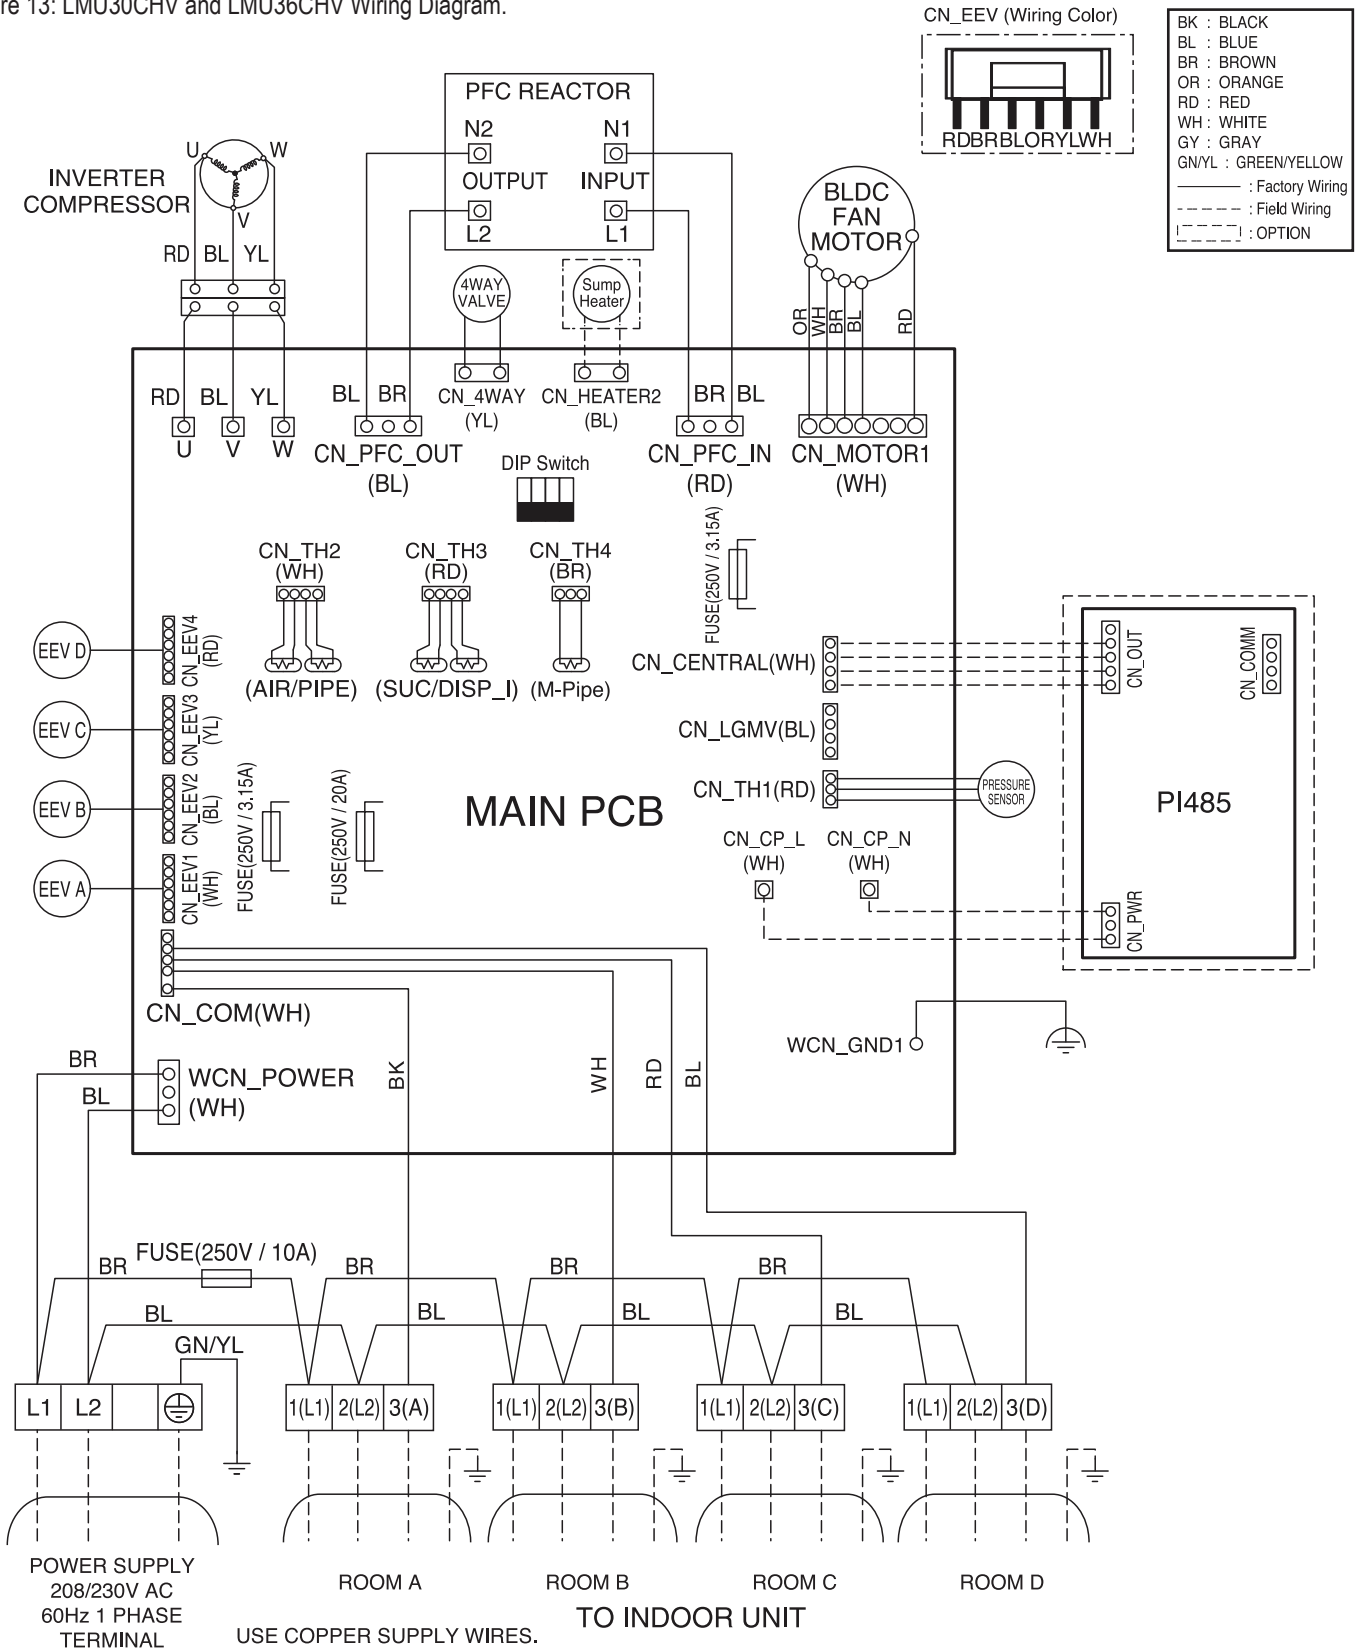 re 13: LMU30CHV and LMU36CHV Wiring Diagram.
CN_EEV (Wiring Color)
RDBRBLORYLWH
BK : BLACK
BL : BLUE
BR : BROWN
OR : ORANGE
RD : RED
WH : WHITE
GY : GRAY
GN/YL : GREEN/YELLOW
: Factory Wiring
: Field Wiring
: OPTION
PFC REACTOR
N2
N1
OUTPUT
INPUT
L2
L1
U
W
V
INVERTER
COMPRESSOR
RD
BL
YL
4WAY
VALVE
Sump
Heater
BLDC
FAN
MOTOR
OR
WH
BR
BL
RD
RD
BL
YL
U
V
W
BL
BR
CN_PFC_OUT
(BL)
CN_4WAY
(YL)
CN_HEATER2
(BL)
BR
BL
CN_PFC_IN
(RD)
CN_MOTOR1
(WH)
DIP Switch
CN_TH2
(WH)
(AIR/PIPE)
CN_TH3
(RD)
(SUC/DISP_I)
CN_TH4
(BR)
(M-Pipe)
FUSE(250V / 3.15A)
EEV D
CN_EEV4
(RD)
EEV C
CN_EEV3
(YL)
EEV B
CN_EEV2
(BL)
EEV A
CN_EEV1
(WH)
FUSE(250V / 3.15A)
FUSE(250V / 20A)
MAIN PCB
CN_CENTRAL(WH)
CN_LGMV(BL)
CN_TH1(RD)
PRESSURE
SENSOR
CN_CP_L
(WH)
CN_CP_N
(WH)
CN_OUT
CN_COMM
PI485
CN_PWR
CN_COM(WH)
WCN_GND1
BR
BL
WCN_POWER
(WH)
BK
WH
RD
BL
FUSE(250V / 10A)
BR
BR
BR
BR
BL
BL
BL
BL
GN/YL
L1
L2
1(L1)
2(L2)
3(A)
1(L1)
2(L2)
3(B)
1(L1)
2(L2)
3(C)
1(L1)
2(L2)
3(D)
POWER SUPPLY
208/230V AC
60Hz 1 PHASE
TERMINAL
ROOM A
ROOM B
ROOM C
ROOM D
TO INDOOR UNIT
USE COPPER SUPPLY WIRES.